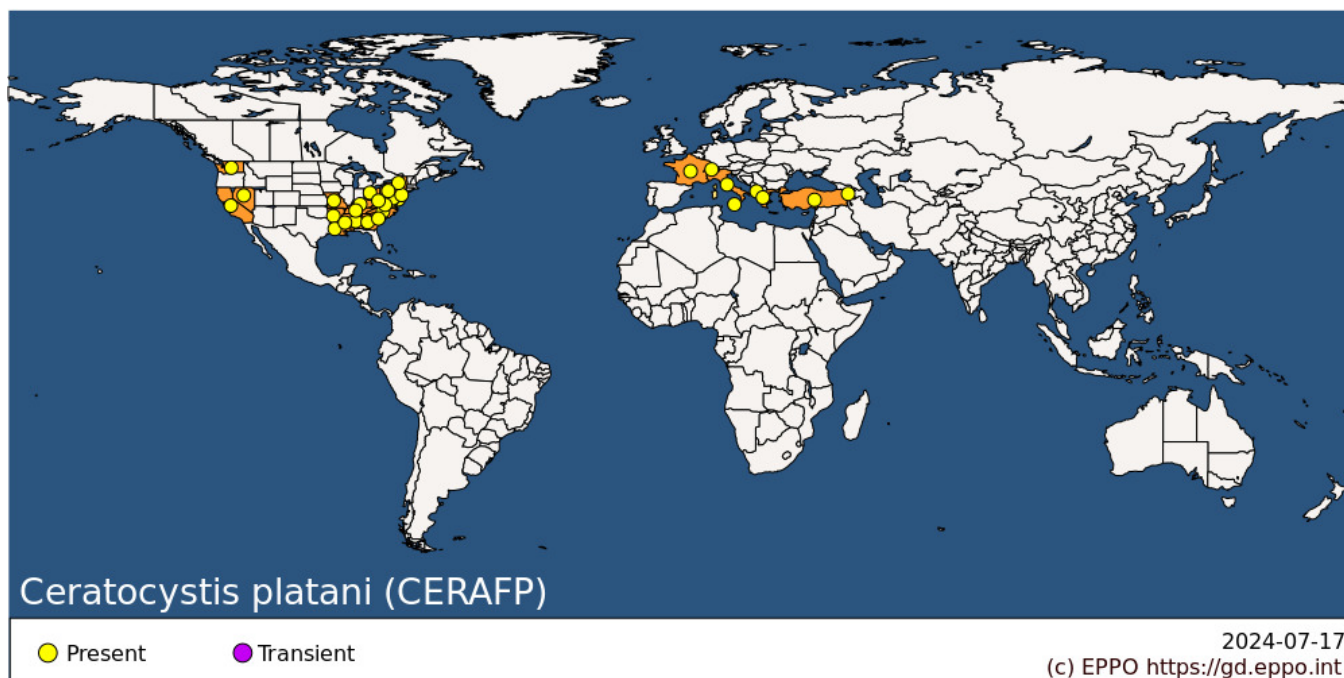 Ceratocystis platani (CERAFP)
Present
Transient
2024-07-17
(c) EPPO https://gd.eppo.int